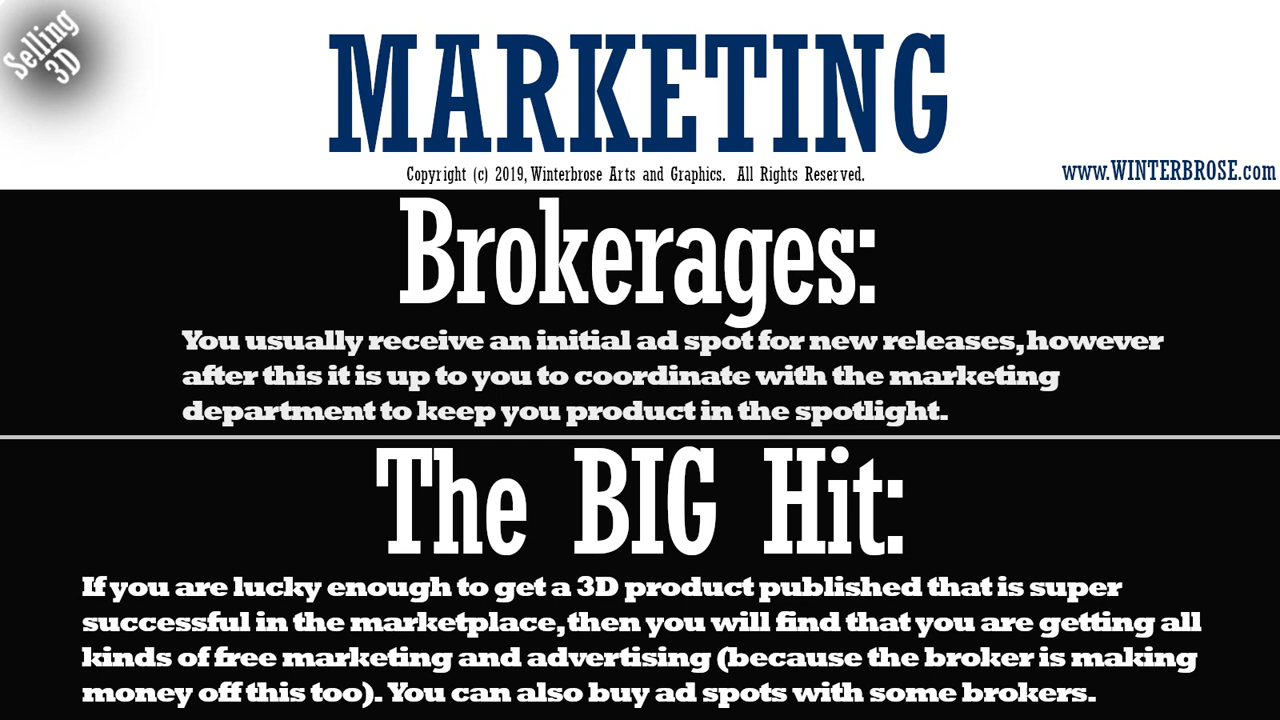 Selling
3D
MARKETING
Copyright (c) 2019, Winterbrose Arts and Graphics. All Rights Reserved.
www.WINTERBROSE.com
Brokerages:
You usually receive an initial ad spot for new releases, however
after this it is up to you to coordinate with the marketing
department to keep you product in the spotlight.
The BIG Hit:
If you are lucky enough to get a 3D product published that is super
successful in the marketplace, then you will find that you are getting all
kinds of free marketing and advertising (because the broker is making
money off this too). You can also buy ad spots with some brokers.